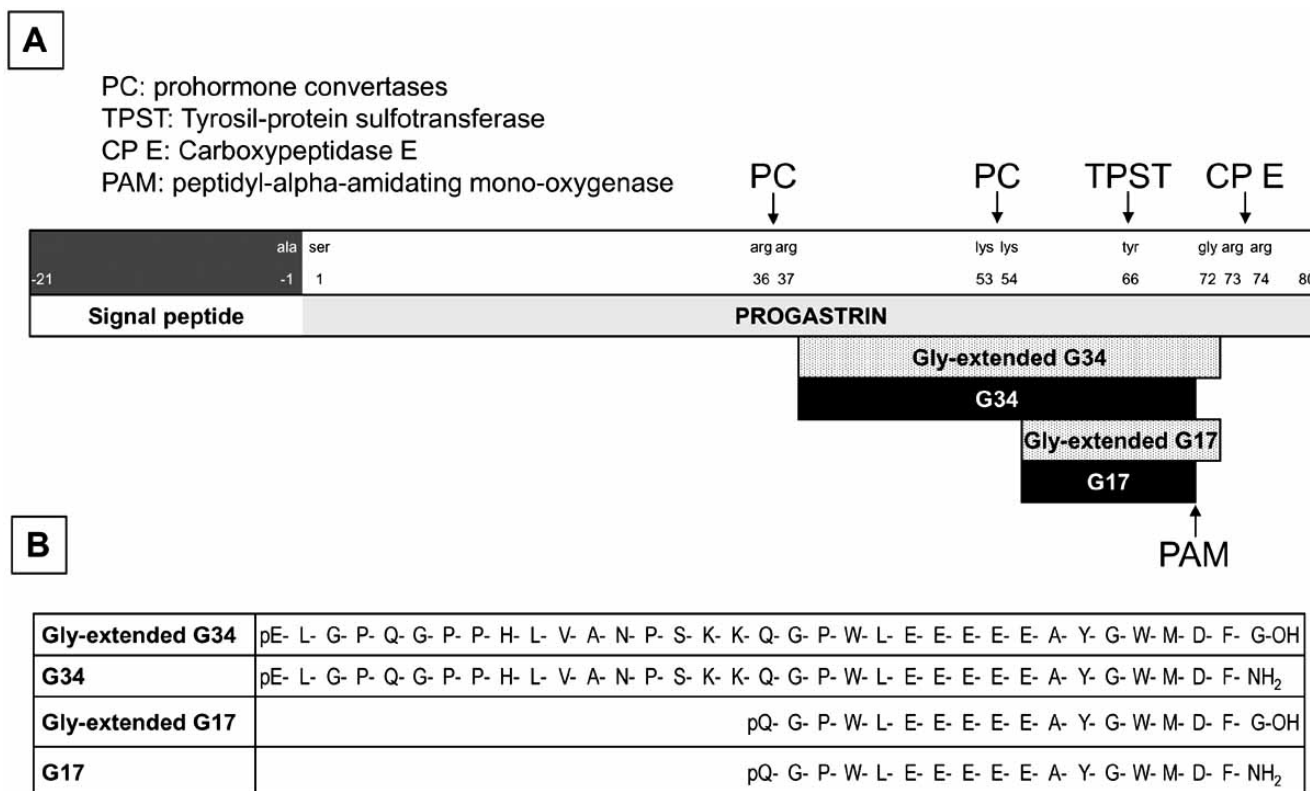 A
PC: prohormone convertases
TPST: Tyrosil-protein sulfotransferase
CP E: Carboxypeptidase E
PAM: peptidyl-alpha-amidating mono-oxygenase
PC PC TPST CP E
ala ser arg arg lys lys tyr gly arg arg
-21 -1 1 36 37 53 54 66 72 73 74 80
Signal peptide PROGASTRIN
Gly-extended G34
G34
Gly-extended G17
G17
PAM
B
Gly-extended G34 pE- L- G- P- Q- G- P- P- H- L- V- A- N- P- S- K- K- Q- G- P- W- L- E- E- E- E- E- A- Y- G- W- M- D- F- G-OH
G34 pE- L- G- P- Q- G- P- P- H- L- V- A- N- P- S- K- K- Q- G- P- W- L- E- E- E- E- E- A- Y- G- W- M- D- F- NH2
Gly-extended G17 pQ- G- P- W- L- E- E- E- E- E- A- Y- G- W- M- D- F- G-OH
G17 pQ- G- P- W- L- E- E- E- E- E- A- Y- G- W- M- D- F- NH2